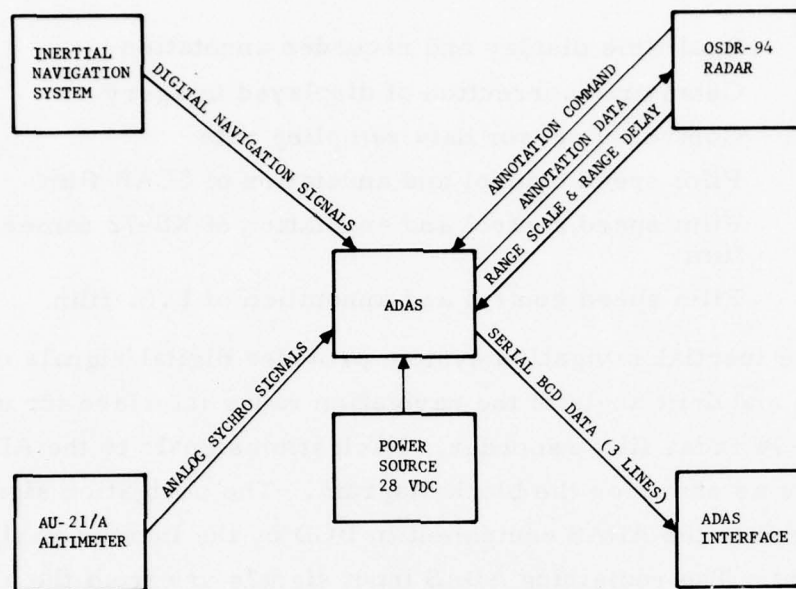 INERTIAL
NAVIGATION
SYSTEM
OSDR-94
RADAR
DIGITAL NAVIGATION SIGNALS
ANNOTATION COMMAND
ANNOTATION DATA
RANGE SCALE & RANGE DELAY
ADAS
ANALOG SYCHRO SIGNALS
SERIAL BCD DATA (3 LINES)
POWER
SOURCE
28 VDC
AU-21/A
ALTIMETER
ADAS
INTERFACE